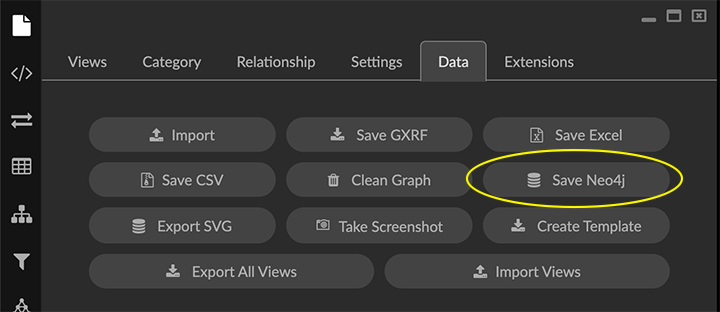 Views Category Relationship Settings Data Extensions
Import Save GXRF Save Excel
Save CSV Clean Graph Save Neo4j
Export SVG Take Screenshot Create Template
Export All Views Import Views